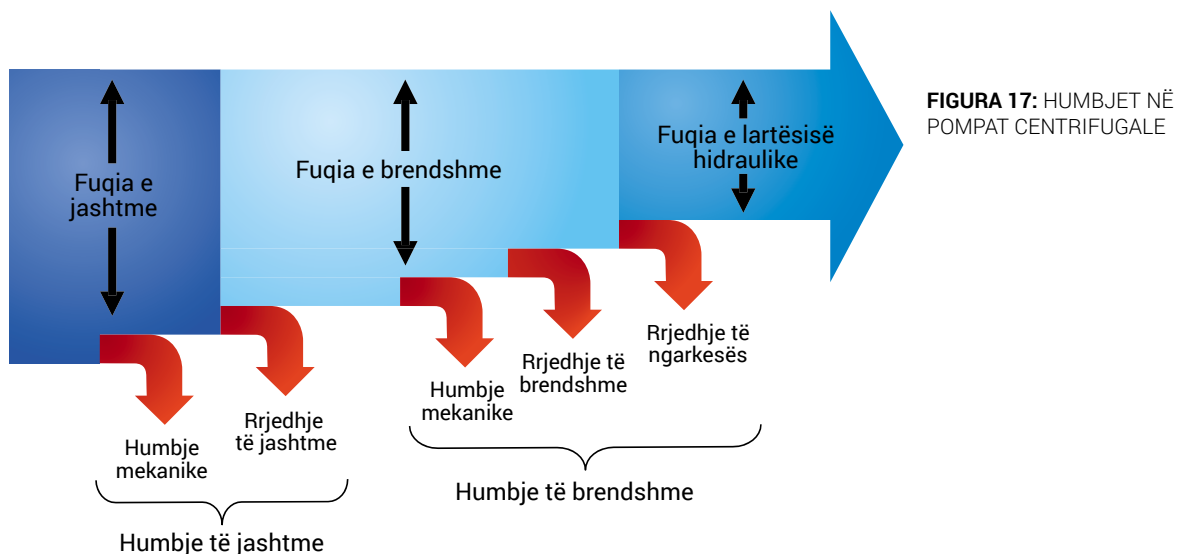 Fuqia e
jashtme
Fuqia e brendshme
Fuqia e lartësisë
hidraulike
FIGURA 17: HUMBJET NË
POMPAT CENTRIFUGALE
Humbje
mekanike
Rrjedhje
të jashtme
Humbje
mekanike
Rrjedhje të
brendshme
Rrjedhje të
ngarkesës
Humbje të jashtme
Humbje të brendshme